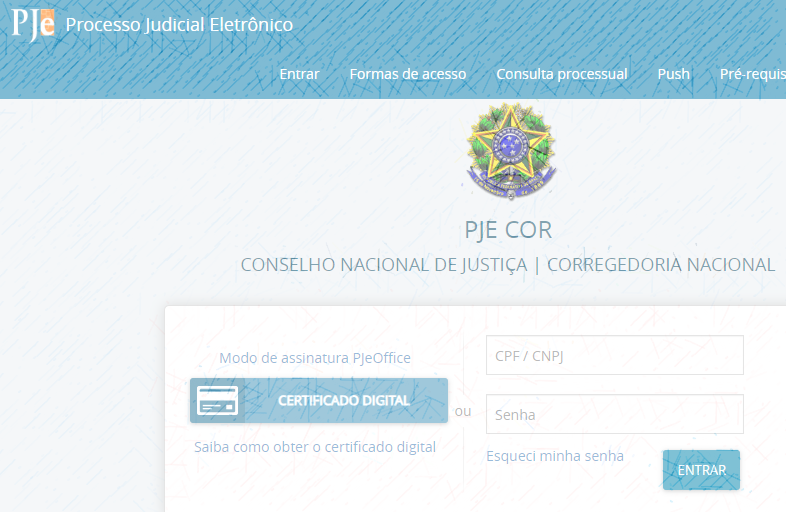 PJe Processo Judicial Eletrônico
Entrar Formas de acesso Consulta processual Push Pré-requis
PJE COR
CONSELHO NACIONAL DE JUSTIÇA | CORREGEDORIA NACIONAL
Modo de assinatura PJeOffice
CERTIFICADO DIGITAL
Saiba como obter o certificado digital
ou
CPF / CNPJ
Senha
Esqueci minha senha
ENTRAR